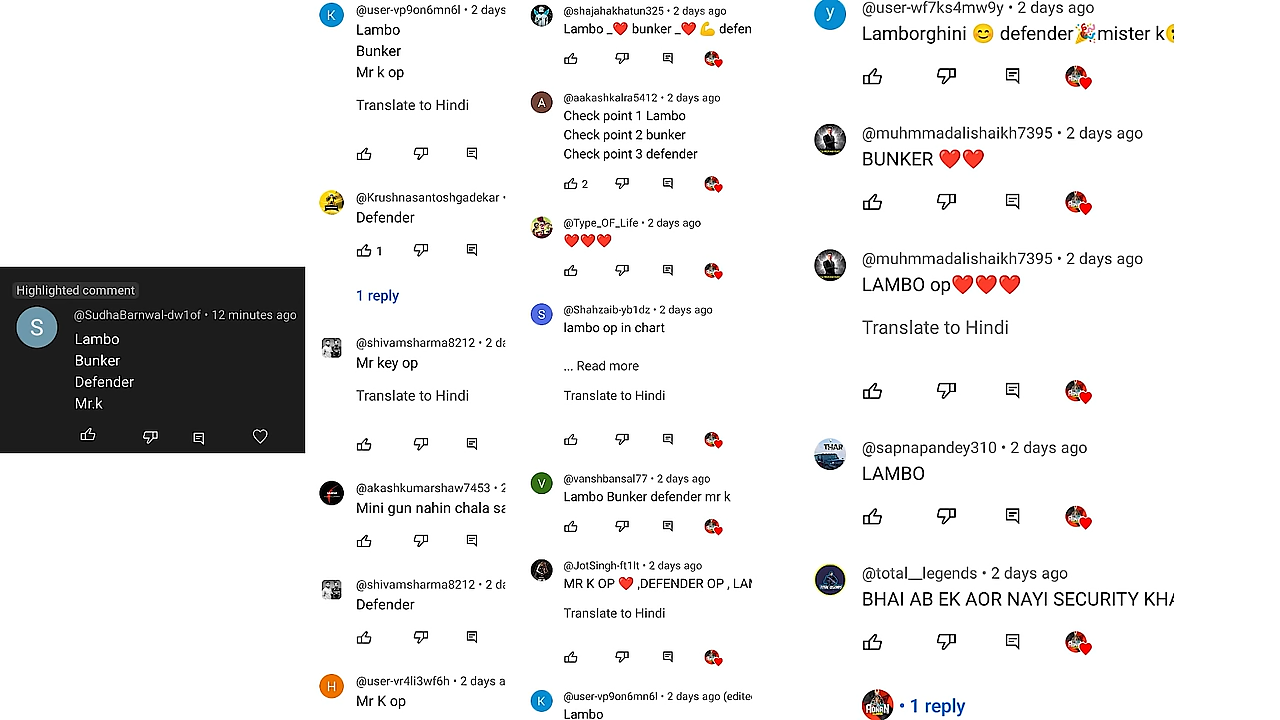 Highlighted comment
S
@SudhaBarnwal-dw1of • 12 minutes ago
Lambo
Bunker
Defender
Mr.k
K
@user-vp9on6mn6l • 2 days
Lambo
Bunker
Mr k op
Translate to Hindi
@Krushnasantoshgadekar •
Defender
1
1 reply
@shivamsharma8212 • 2 da
Mr key op
Translate to Hindi
@akashkumarshaw7453 • 2
Mini gun nahin chala sa
@shivamsharma8212 • 2 da
Defender
H
@user-vr4li3wf6h • 2 days a
Mr K op
@shajahakhatun325 • 2 days ago
Lambo _❤️ bunker _❤️ 💪 defen
A
@aakashkalra5412 • 2 days ago
Check point 1 Lambo
Check point 2 bunker
Check point 3 defender
2
@Type_OF_Life • 2 days ago
❤️❤️❤️
S
@Shahzaib-yb1dz • 2 days ago
lambo op in chart
... Read more
Translate to Hindi
V
@vanshbansal77 • 2 days ago
Lambo Bunker defender mr k
@JotSingh-ft1lt • 2 days ago
MR K OP ❤️ ,DEFENDER OP , LAM
Translate to Hindi
K
@user-vp9on6mn6l • 2 days ago (edite
Lambo
y
@user-wf7ks4mw9y • 2 days ago
Lamborghini 😊 defender🎉mister k
@muhmmadalishaikh7395 • 2 days ago
BUNKER ❤️❤️
@muhmmadalishaikh7395 • 2 days ago
LAMBO op❤️❤️❤️
Translate to Hindi
THAR
@sapnapandey310 • 2 days ago
LAMBO
@total__legends • 2 days ago
BHAI AB EK AOR NAYI SECURITY KHA
• 1 reply